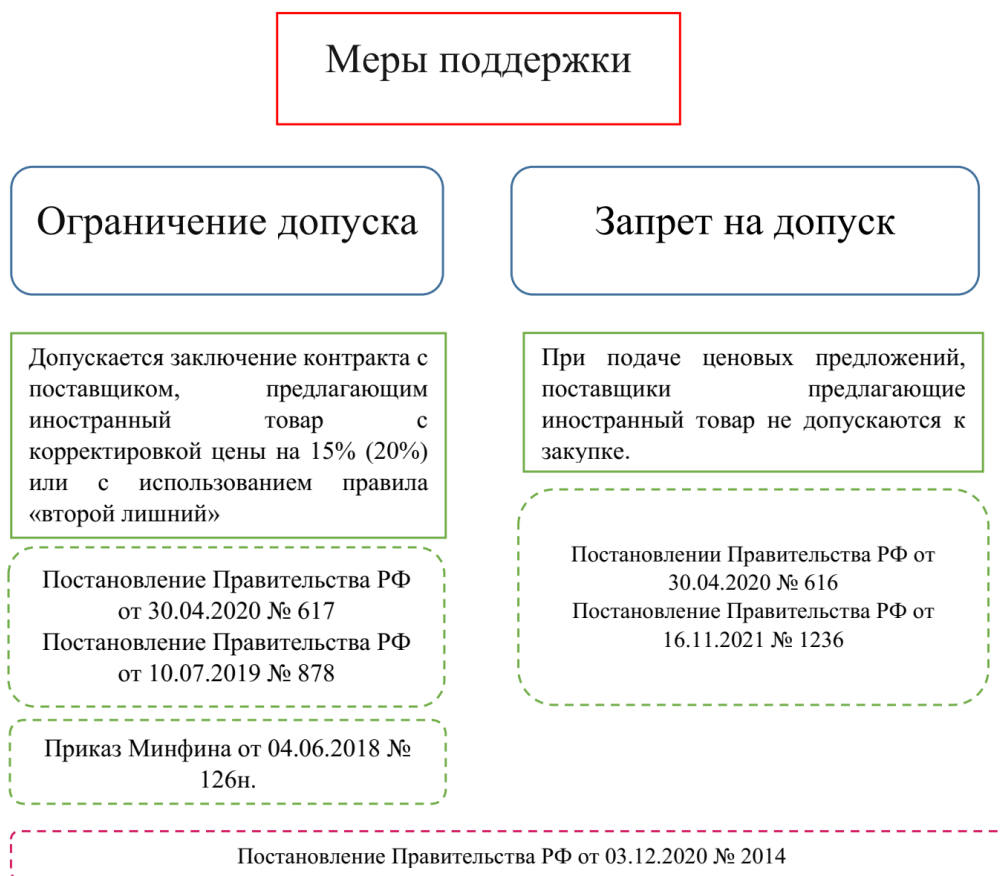 Меры поддержки
Ограничение допуска
Допускается заключение контракта с
поставщиком, предлагающим
иностранный товар с
корректировкой цены на 15% (20%)
или с использованием правила
«второй лишний»
Постановление Правительства РФ
от 30.04.2020 № 617
Постановление Правительства РФ
от 10.07.2019 № 878
Приказ Минфина от 04.06.2018 №
126н.
Запрет на допуск
При подаче ценовых предложений,
поставщики предлагающие
иностранный товар не допускаются к
закупке.
Постановлении Правительства РФ от
30.04.2020 № 616
Постановление Правительства РФ от
16.11.2021 № 1236
Постановление Правительства РФ от 03.12.2020 № 2014